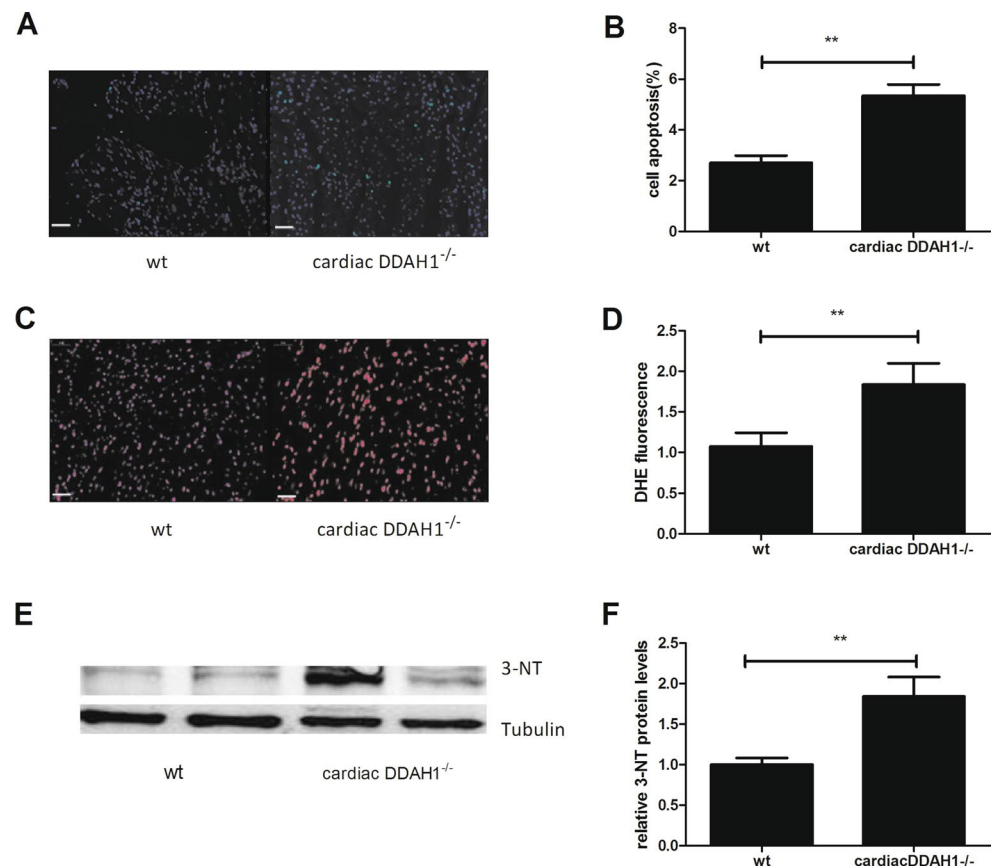 A
wt
cardiac DDAH1-/-
B
**
8
6
4
2
0
cell apoptosis(%)
wt
cardiac DDAH1-/-
C
wt
cardiac DDAH1-/-
D
**
2.5
2.0
1.5
1.0
0.5
0.0
DHE fluorescence
wt
cardiac DDAH1-/-
E
3-NT
Tubulin
wt
cardiac DDAH1-/-
F
**
2.5
2.0
1.5
1.0
0.5
0.0
relative 3-NT protein levels
wt
cardiacDDAH1-/-